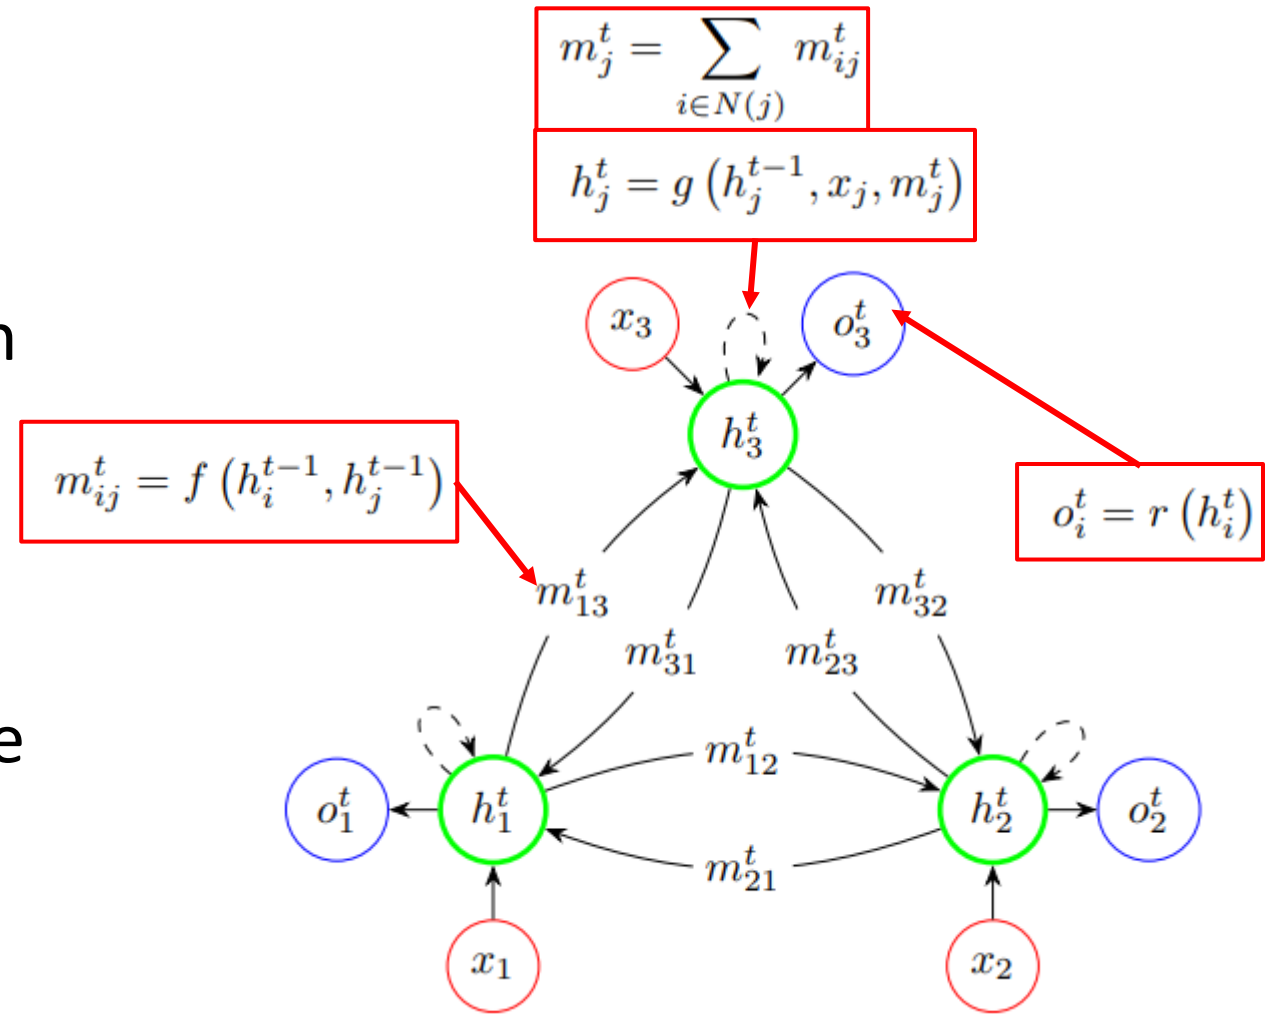 m_j^t = \sum_{i \in N(j)} m_{ij}^t
h_j^t = g (h_j^{t-1}, x_j, m_j^t)
x_3
o_3^t
n
h_3^t
m_{ij}^t = f (h_i^{t-1}, h_j^{t-1})
o_i^t = r (h_i^t)
m_{13}^t
m_{32}^t
m_{31}^t
m_{23}^t
e
m_{12}^t
o_1^t
h_1^t
h_2^t
o_2^t
m_{21}^t
x_1
x_2